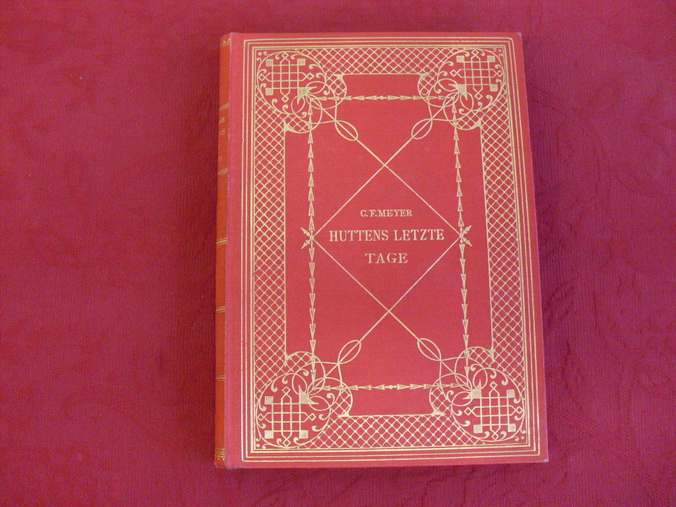 C. F. MEYER
HUTTENS LETZTE
TAGE